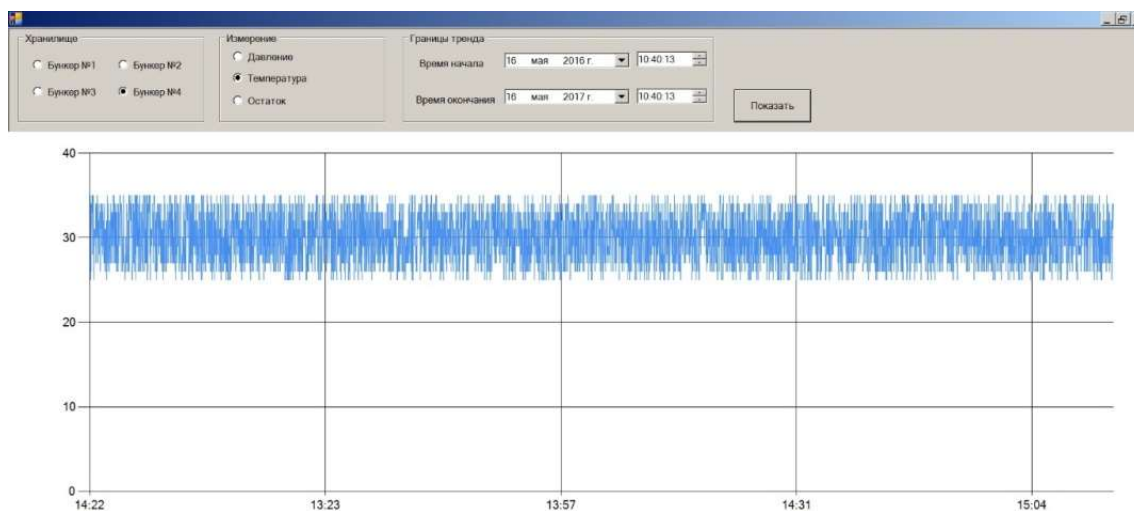 Хранилище
Бункер №1 Бункер №2
Бункер №3 Бункер №4
Измерение
Давление
Температура
Остаток
Границы тренда
Время начала 16 мая 2016 г. 10:40:13
Время окончания 16 мая 2017 г. 10:40:13
Показать
40
30
20
10
0
14:22 13:23 13:57 14:31 15:04